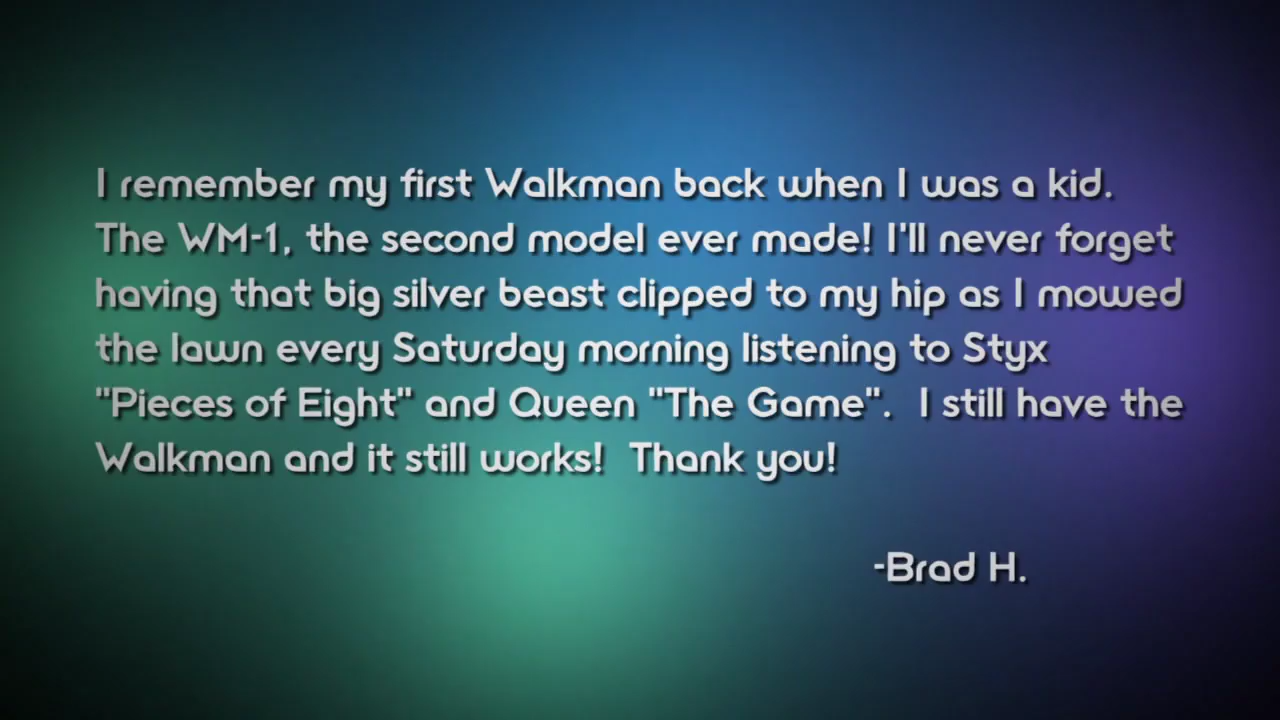 I remember my first Walkman back when I was a kid.
The WM-1, the second model ever made! I'll never forget
having that big silver beast clipped to my hip as I mowed
the lawn every Saturday morning listening to Styx
"Pieces of Eight" and Queen "The Game".  I still have the
Walkman and it still works!  Thank you!
-Brad H.